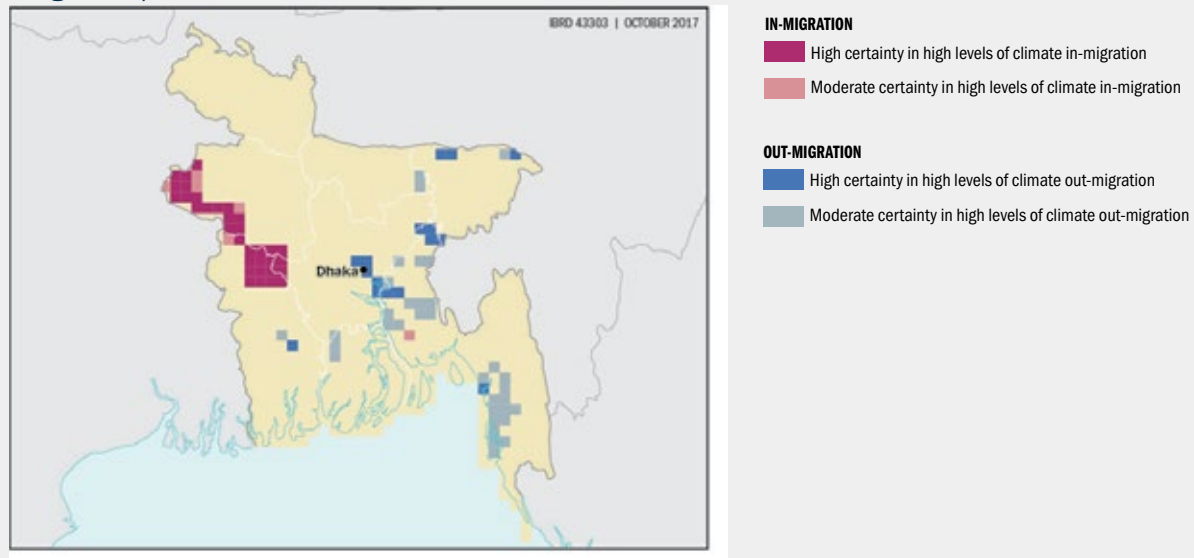 IBRD 43303 | OCTOBER 2017
Dhaka
IN-MIGRATION
High certainty in high levels of climate in-migration
Moderate certainty in high levels of climate in-migration
OUT-MIGRATION
High certainty in high levels of climate out-migration
Moderate certainty in high levels of climate out-migration